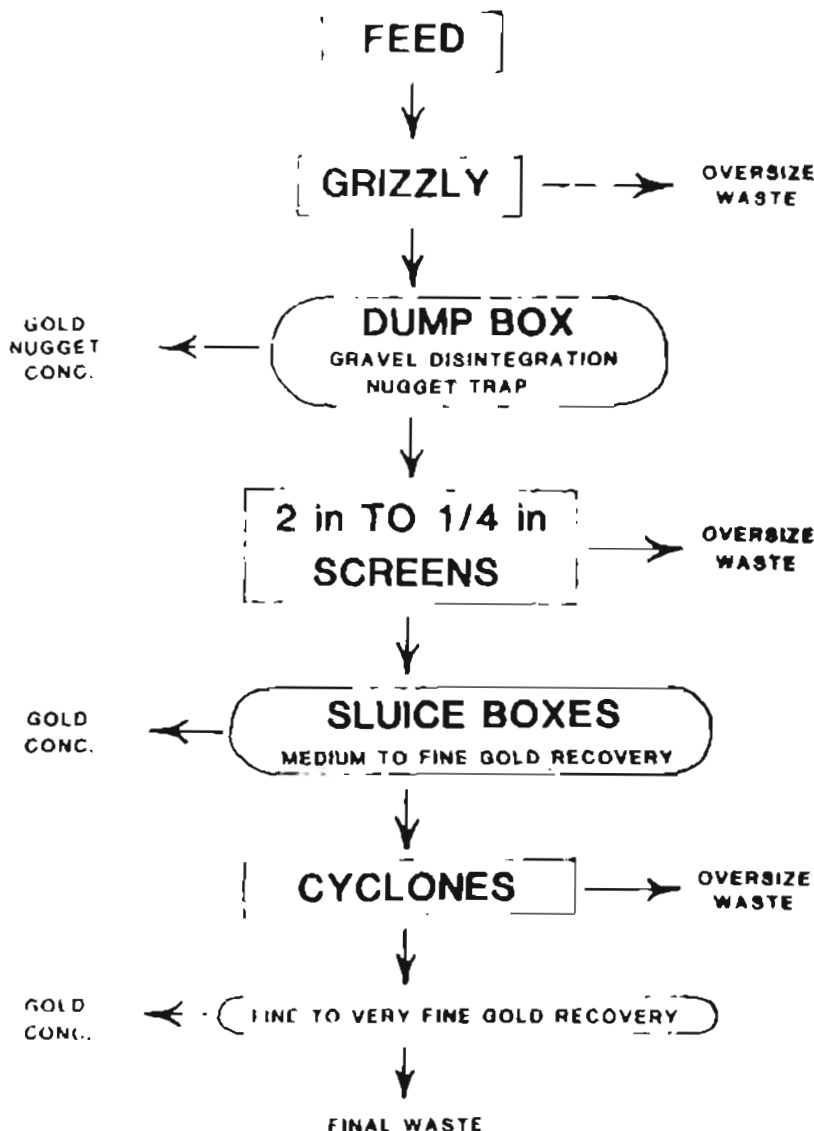 FEED
GRIZZLY
OVERSIZE
WASTE
GOLD
NUGGET
CONC.
DUMP BOX
GRAVEL DISINTEGRATION
NUGGET TRAP
2 in TO 1/4 in
SCREENS
OVERSIZE
WASTE
GOLD
CONC.
SLUICE BOXES
MEDIUM TO FINE GOLD RECOVERY
CYCLONES
OVERSIZE
WASTE
GOLD
CONC.
FINE TO VERY FINE GOLD RECOVERY
FINAL WASTE